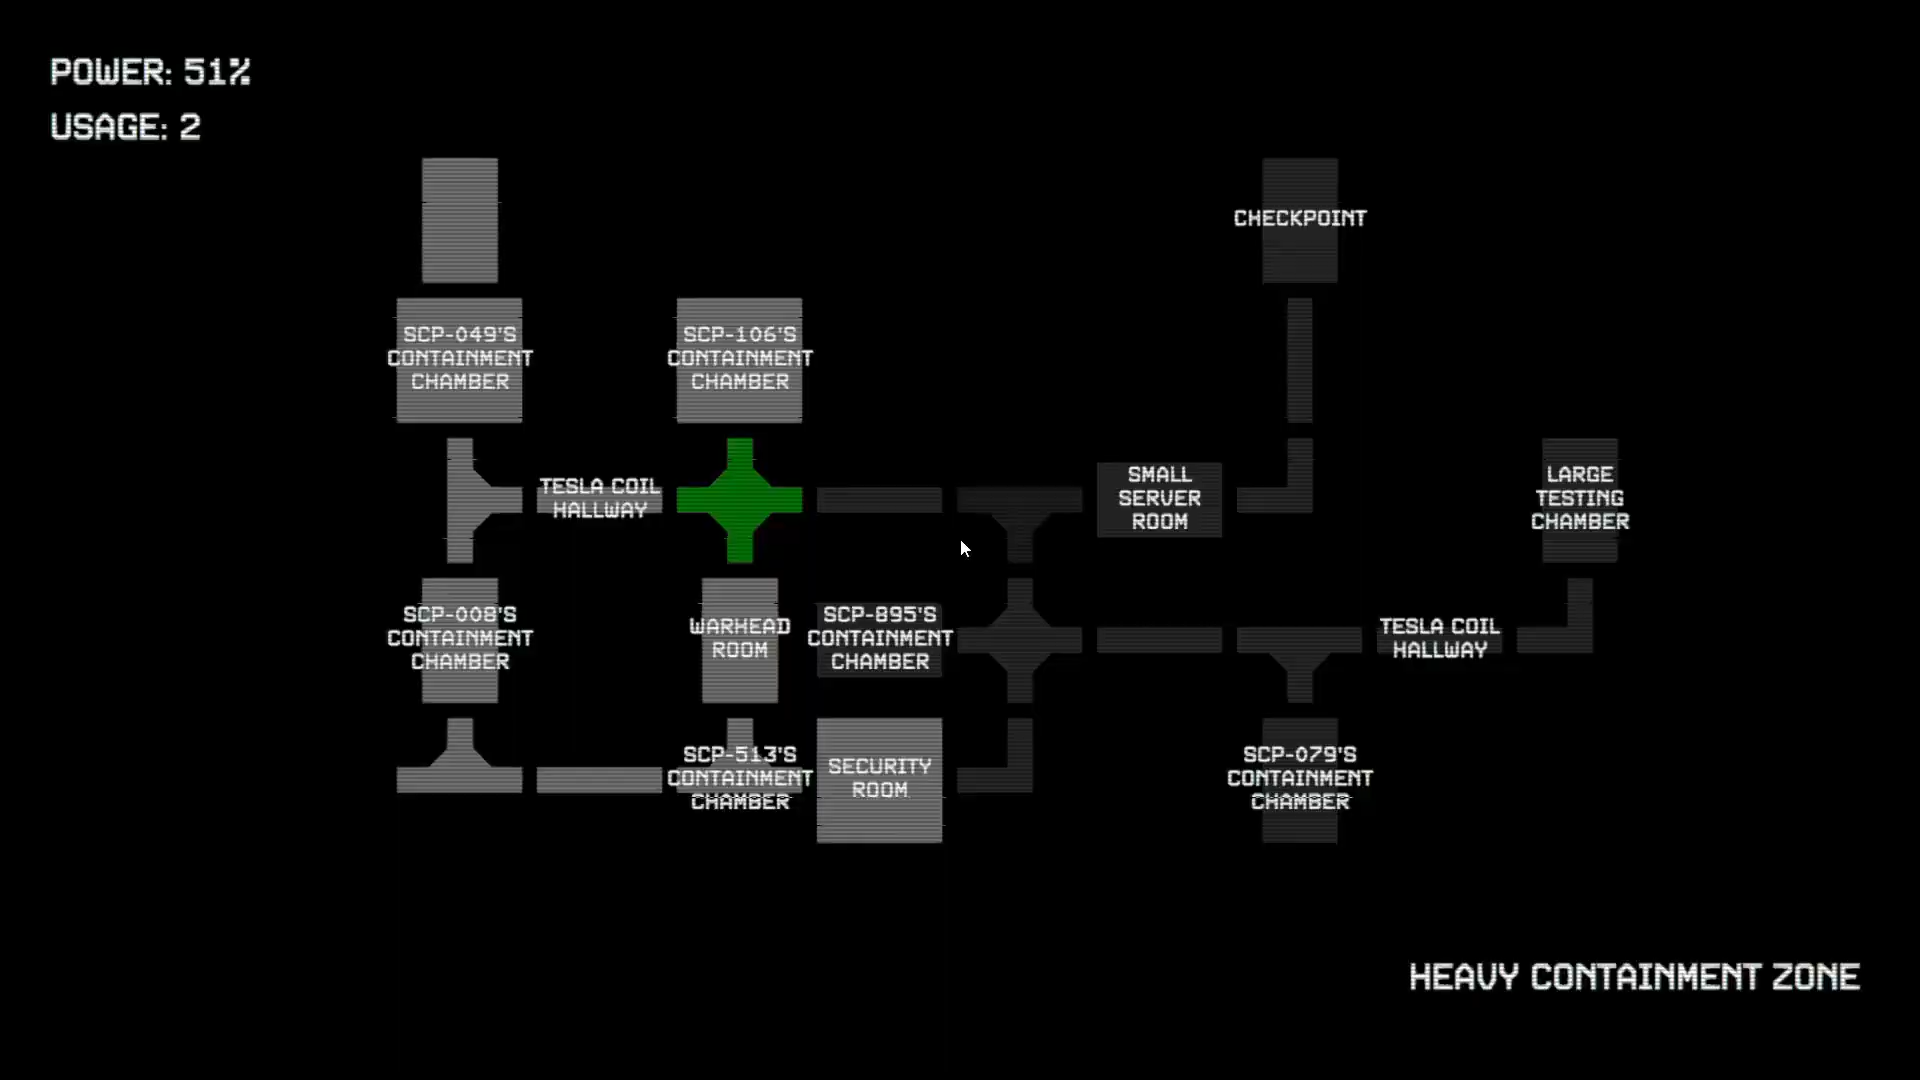 POWER: 51%
USAGE: 2
CHECKPOINT
SCP-049'S
CONTAINMENT
CHAMBER
SCP-106'S
CONTAINMENT
CHAMBER
TESLA COIL
HALLWAY
SMALL
SERVER
ROOM
LARGE
TESTING
CHAMBER
SCP-008'S
CONTAINMENT
CHAMBER
WARHEAD
ROOM
SCP-895'S
CONTAINMENT
CHAMBER
TESLA COIL
HALLWAY
SCP-513'S
CONTAINMENT
CHAMBER
SECURITY
ROOM
SCP-079'S
CONTAINMENT
CHAMBER
HEAVY CONTAINMENT ZONE